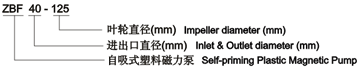 ZBF 40-125
叶轮直径(mm) Impeller diameter (mm)
进出口直径(mm) Inlet & Outlet diameter (mm)
自吸式塑料磁力泵 Self-priming Plastic Magnetic Pump